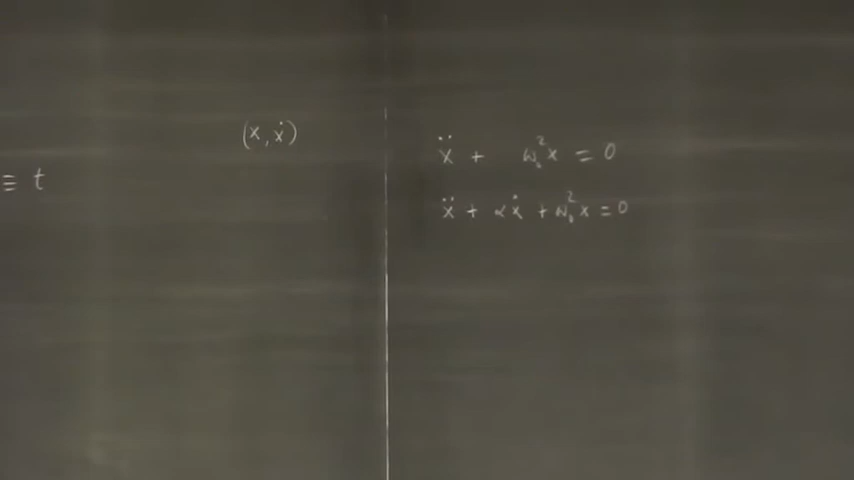 ≡ t
(x, ẋ)
ẍ + ω₀²x = 0
ẍ + αẋ + ω₀²x = 0